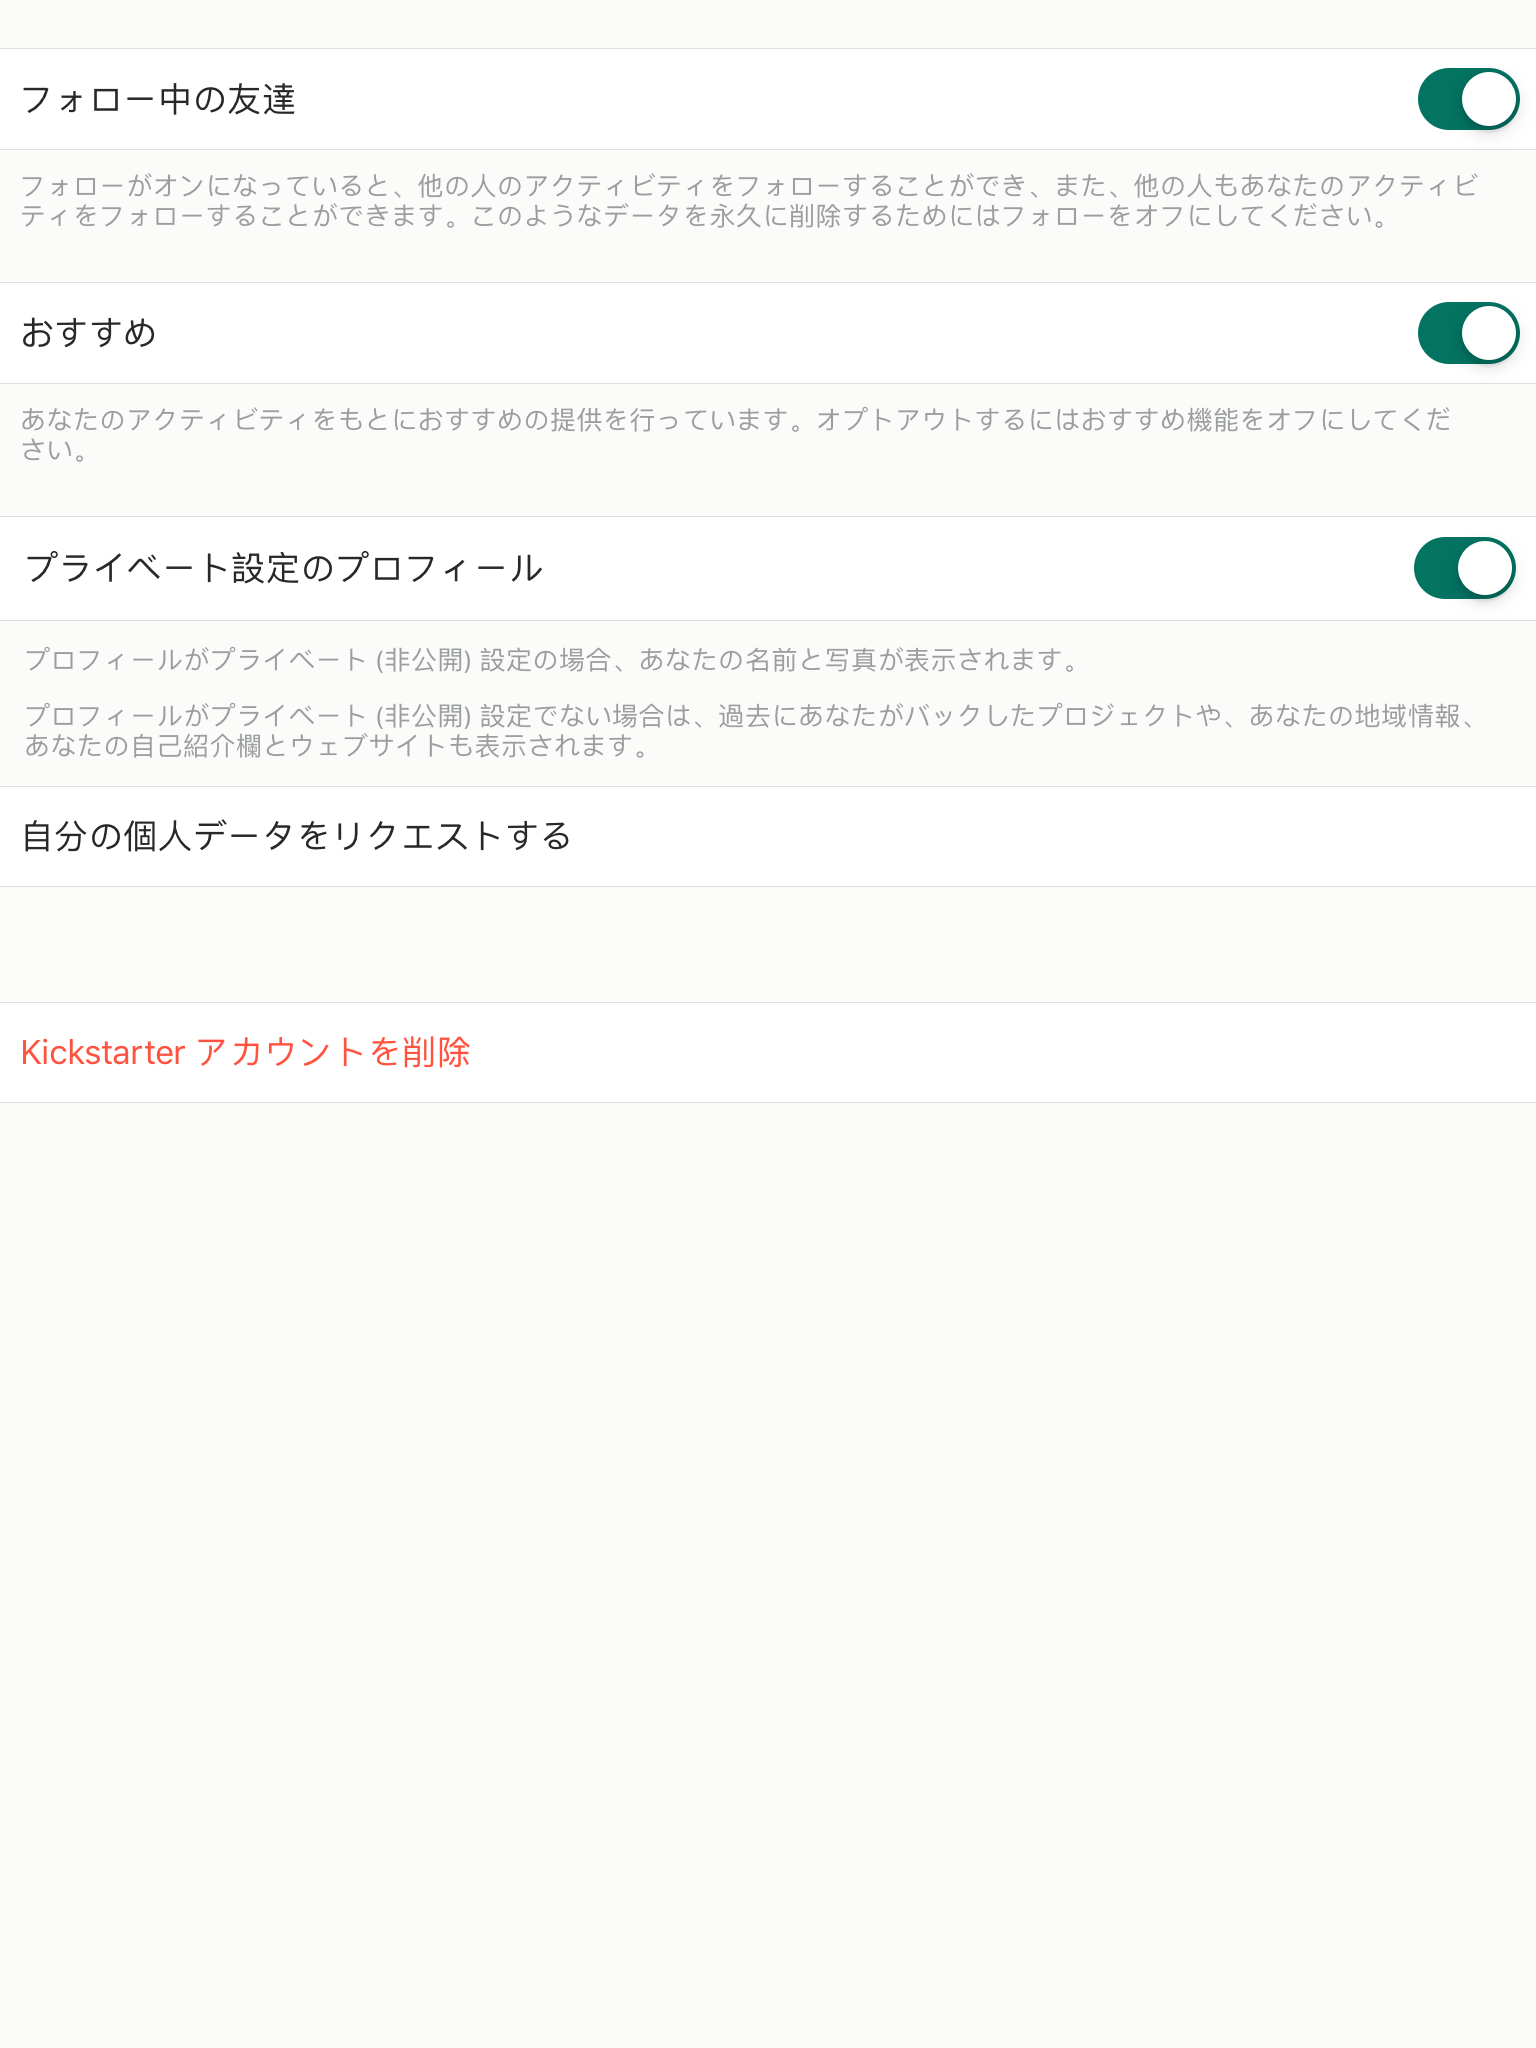 フォロー中の友達
フォローがオンになっていると、他の人のアクティビティをフォローすることができ、また、他の人もあなたのアクティビ
ティをフォローすることができます。このようなデータを永久に削除するためにはフォローをオフにしてください。
おすすめ
あなたのアクティビティをもとにおすすめの提供を行っています。オプトアウトするにはおすすめ機能をオフにしてくだ
さい。
プライベート設定のプロフィール
プロフィールがプライベート (非公開) 設定の場合、あなたの名前と写真が表示されます。
プロフィールがプライベート (非公開) 設定でない場合は、過去にあなたがバックしたプロジェクトや、あなたの地域情報、
あなたの自己紹介欄とウェブサイトも表示されます。
自分の個人データをリクエストする
Kickstarter アカウントを削除